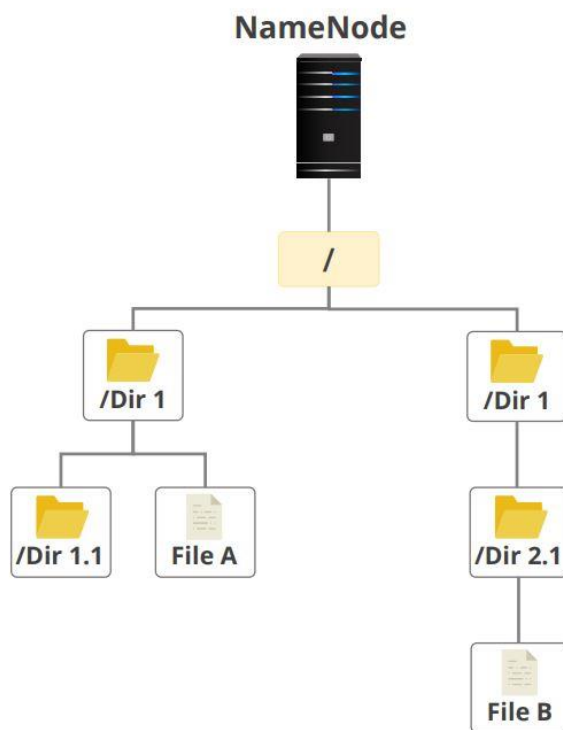 NameNode
/
/Dir 1
/Dir 1
/Dir 1.1
File A
/Dir 2.1
File B